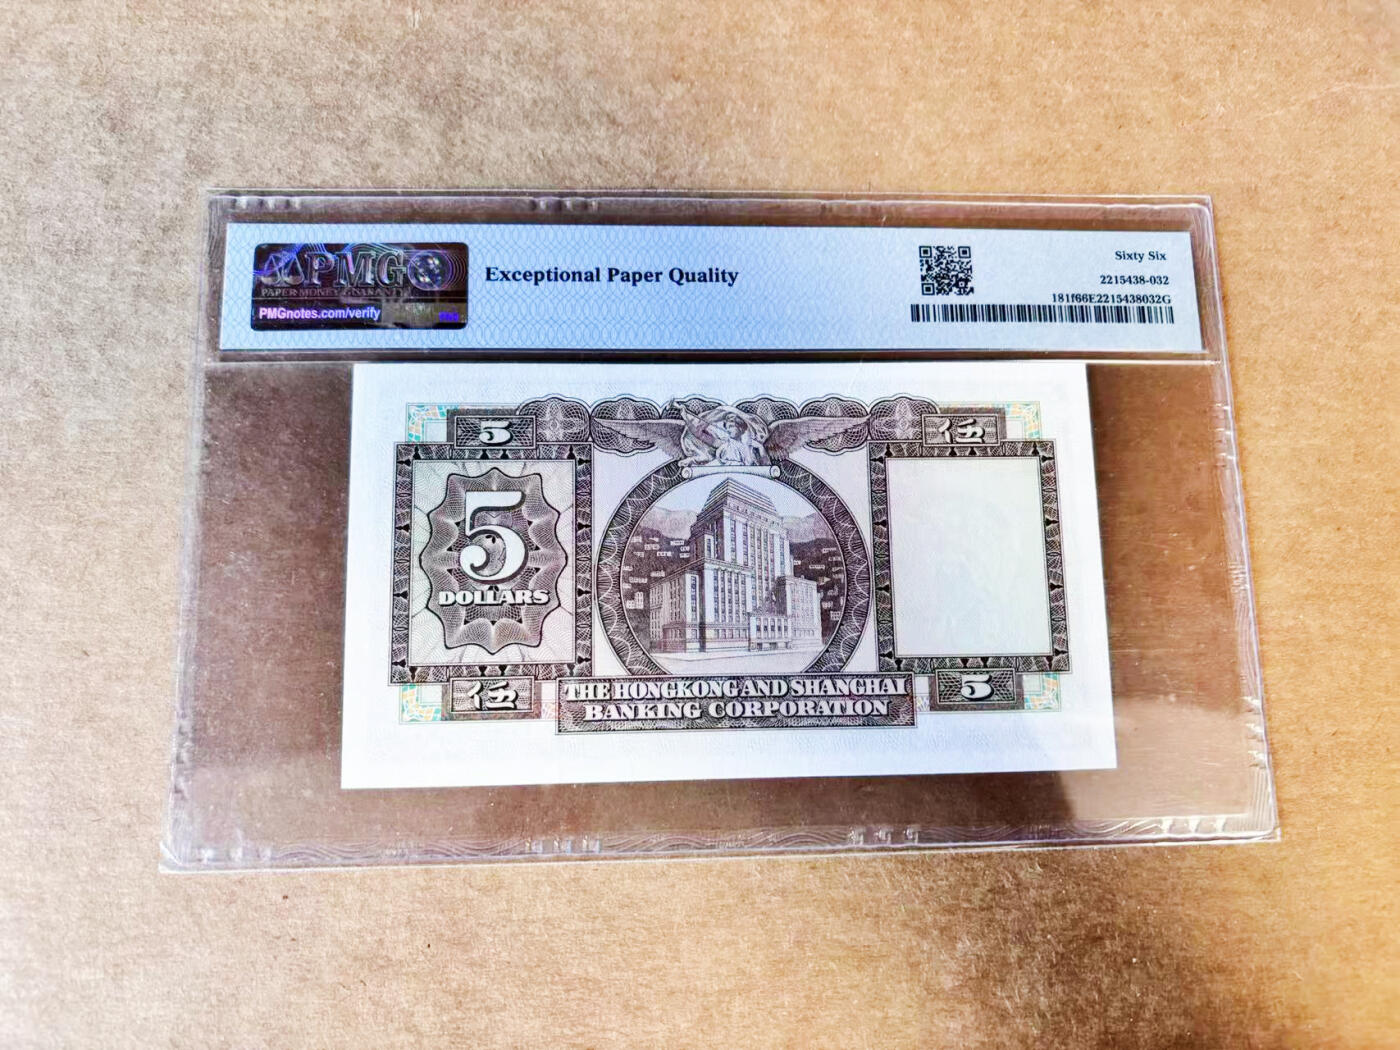 PMG
PAPER MONEY GUARANTY
PMGnotes.com/verify
Exceptional Paper Quality
Sixty Six
2215438-032
181f66E2215438032G
5
伍
5
DOLLARS
伍
THE HONGKONG AND SHANGHAI
BANKING CORPORATION
5